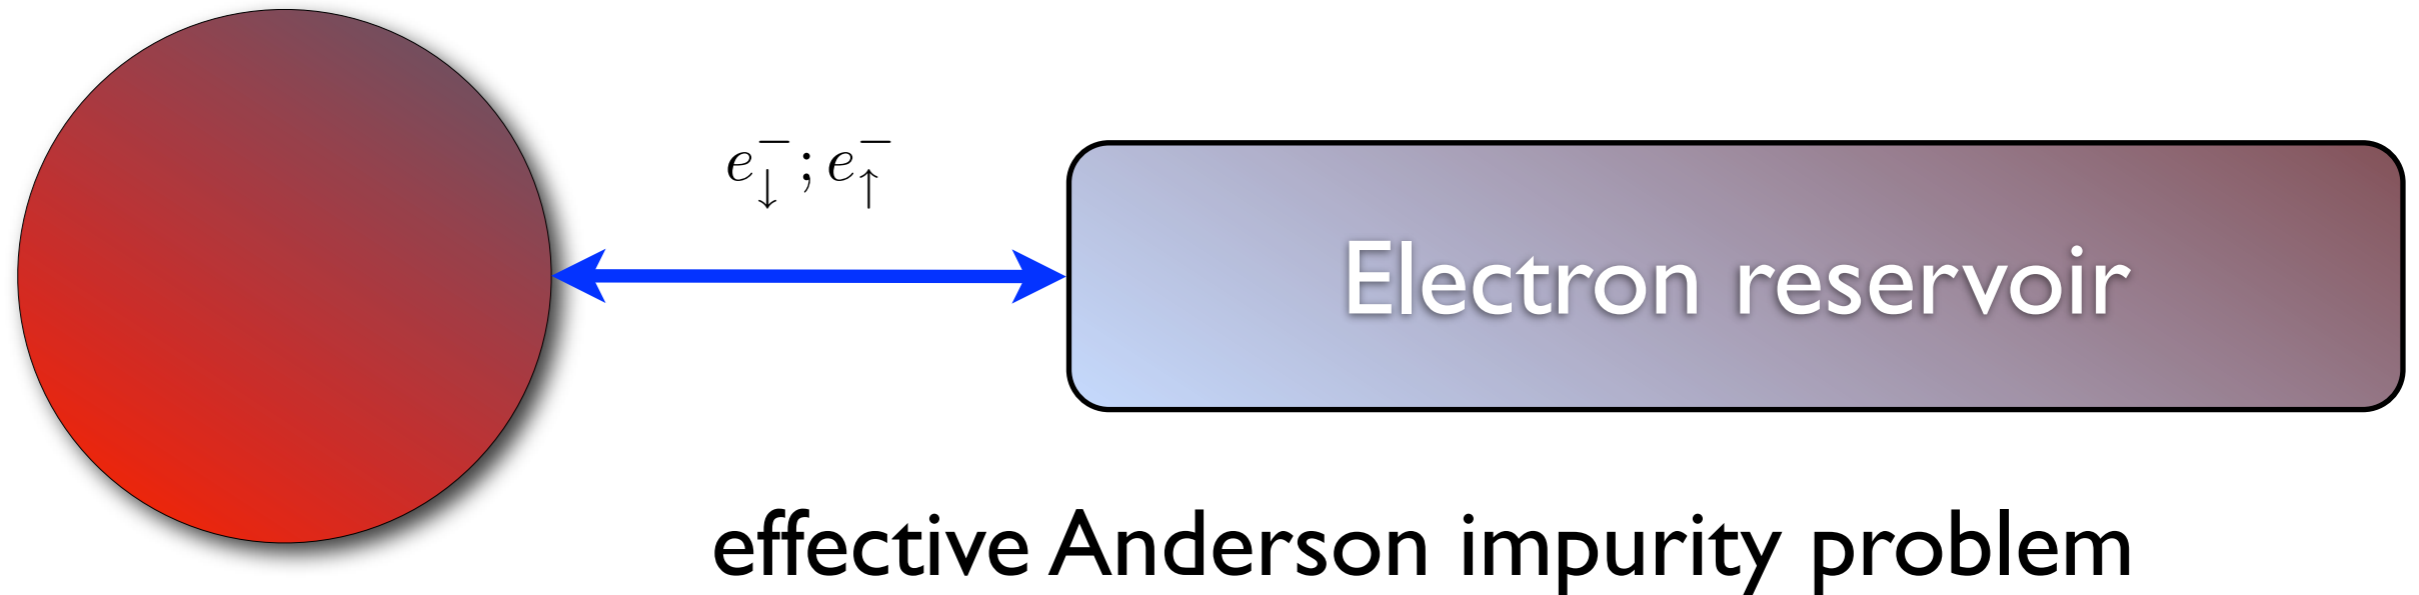 e⁻↓; e⁻↑
Electron reservoir
effective Anderson impurity problem